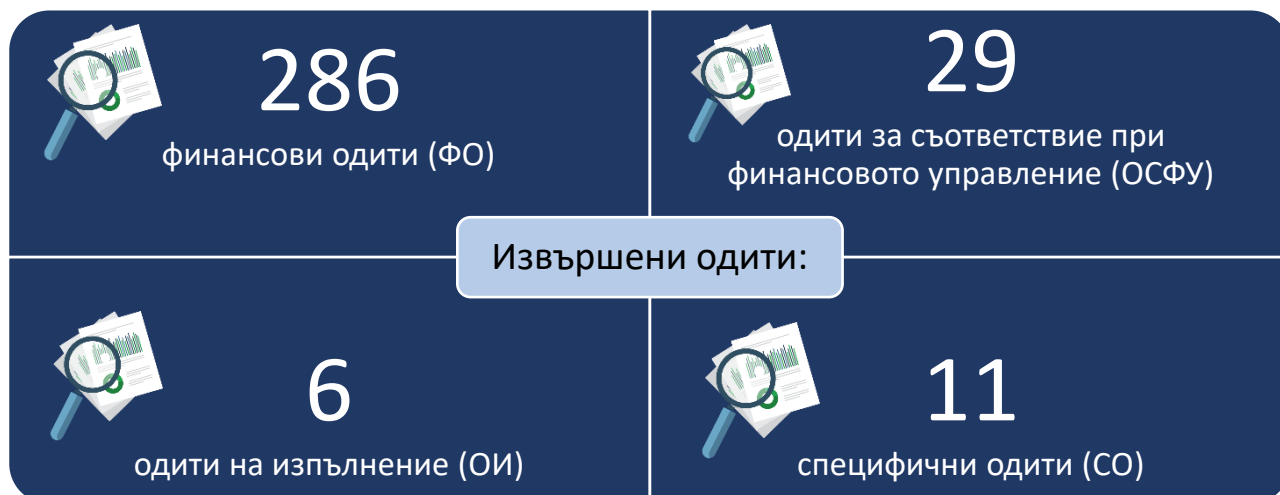 286
финансови одити (ФО)
29
одити за съответствие при
финансовото управление (ОСФУ)
Извършени одити:
6
одити на изпълнение (ОИ)
11
специфични одити (СО)